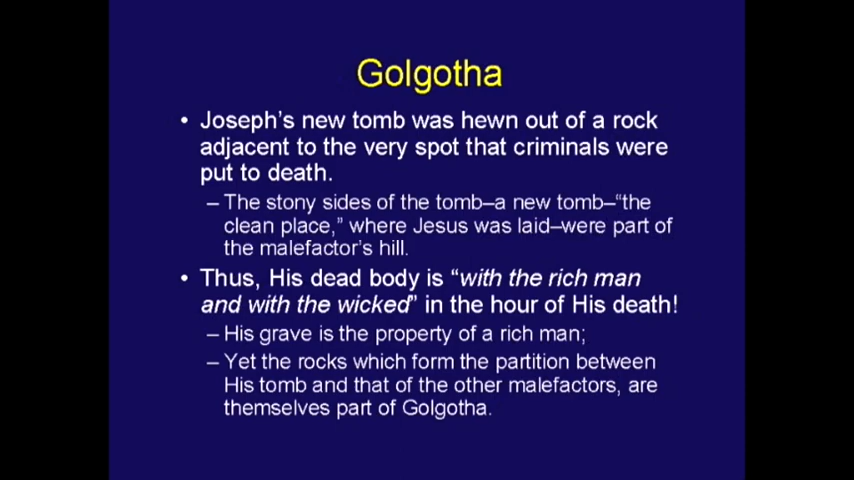 Golgotha
• Joseph's new tomb was hewn out of a rock
adjacent to the very spot that criminals were
put to death.
– The stony sides of the tomb–a new tomb–“the
clean place,” where Jesus was laid–were part of
the malefactor's hill.
• Thus, His dead body is “with the rich man
and with the wicked” in the hour of His death!
– His grave is the property of a rich man;
– Yet the rocks which form the partition between
His tomb and that of the other malefactors, are
themselves part of Golgotha.